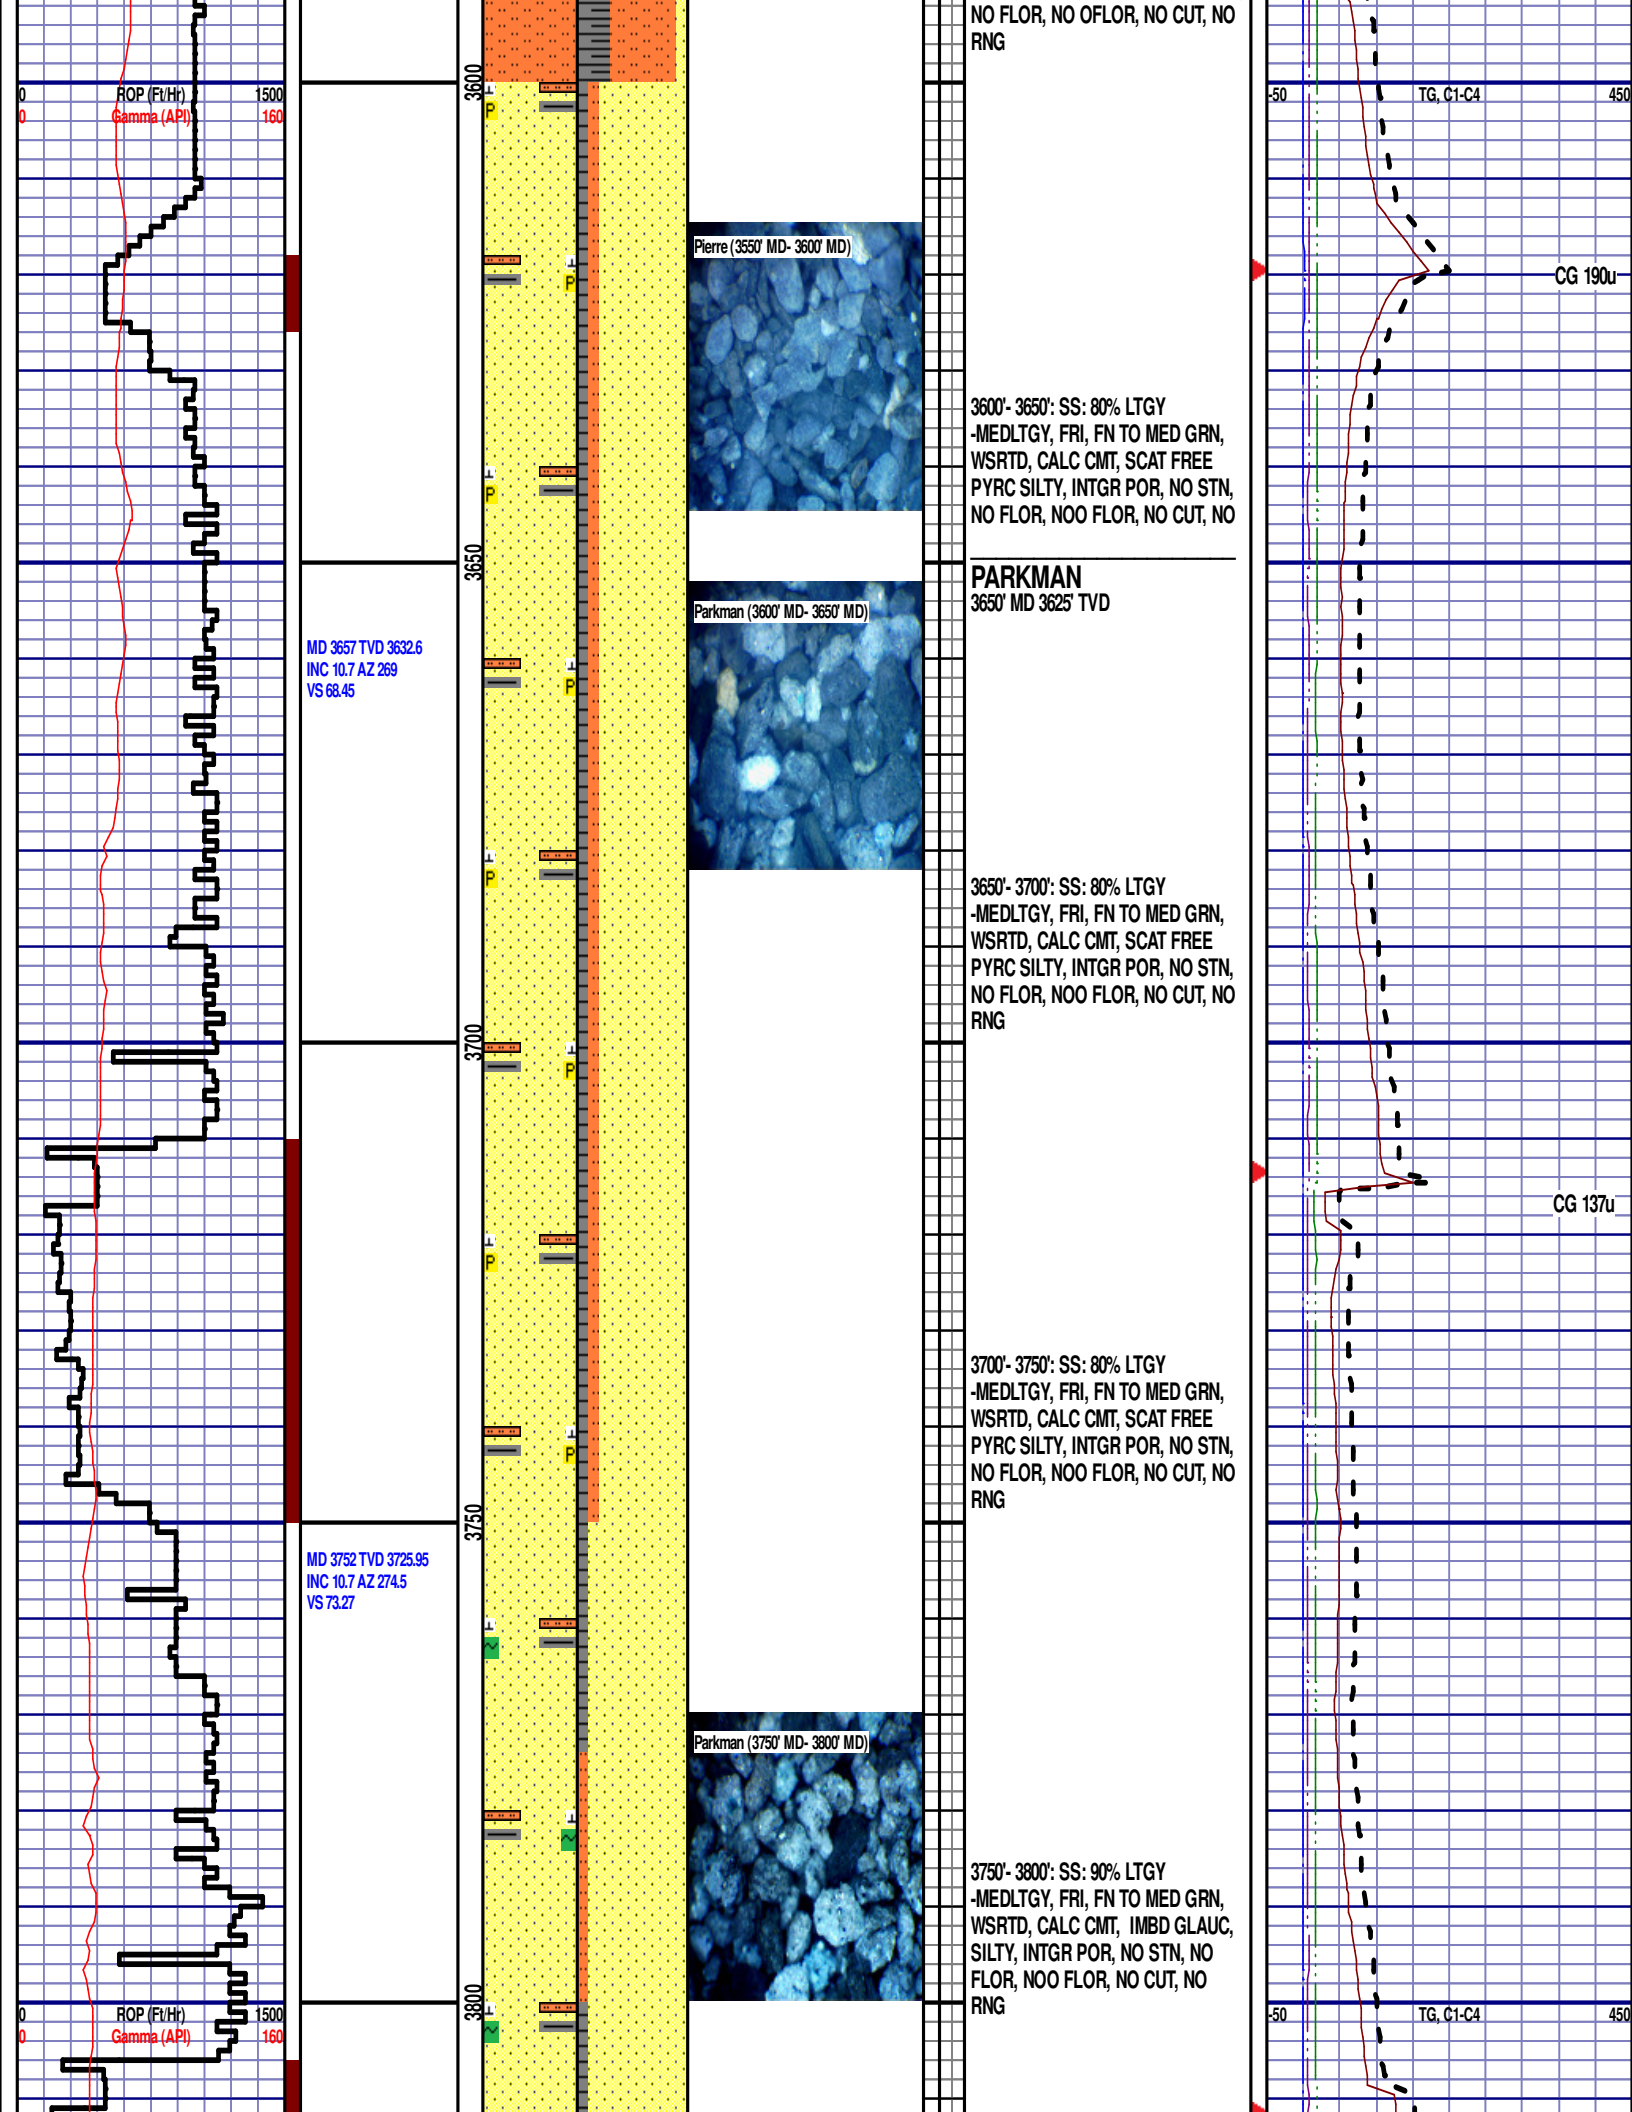 NO FLOR, NO OFLOR, NO CUT, NO
RNG
0 ROP (Ft/Hr) 1500
0 Gamma (API) 160
3600
P
-50 TG, C1-C4 450
Pierre (3550' MD- 3600' MD)
P
CG 190u
3600'- 3650': SS: 80% LTGY
-MEDLTGY, FRI, FN TO MED GRN,
WSRTD, CALC CMT, SCAT FREE
PYRC SILTY, INTGR POR, NO STN,
NO FLOR, NOO FLOR, NO CUT, NO
P
3650
PARKMAN
3650' MD 3625' TVD
Parkman (3600' MD- 3650' MD)
MD 3657 TVD 3632.6
INC 10.7 AZ 269
VS 68.45
P
P
3650'- 3700': SS: 80% LTGY
-MEDLTGY, FRI, FN TO MED GRN,
WSRTD, CALC CMT, SCAT FREE
PYRC SILTY, INTGR POR, NO STN,
NO FLOR, NOO FLOR, NO CUT, NO
RNG
3700
P
CG 137u
P
3700'- 3750': SS: 80% LTGY
-MEDLTGY, FRI, FN TO MED GRN,
WSRTD, CALC CMT, SCAT FREE
PYRC SILTY, INTGR POR, NO STN,
NO FLOR, NOO FLOR, NO CUT, NO
RNG
P
3750
MD 3752 TVD 3725.95
INC 10.7 AZ 274.5
VS 73.27
Parkman (3750' MD- 3800' MD)
3750'- 3800': SS: 90% LTGY
-MEDLTGY, FRI, FN TO MED GRN,
WSRTD, CALC CMT, IMBD GLAUC,
SILTY, INTGR POR, NO STN, NO
FLOR, NOO FLOR, NO CUT, NO
RNG
3800
0 ROP (Ft/Hr) 1500
0 Gamma (API) 160
-50 TG, C1-C4 450